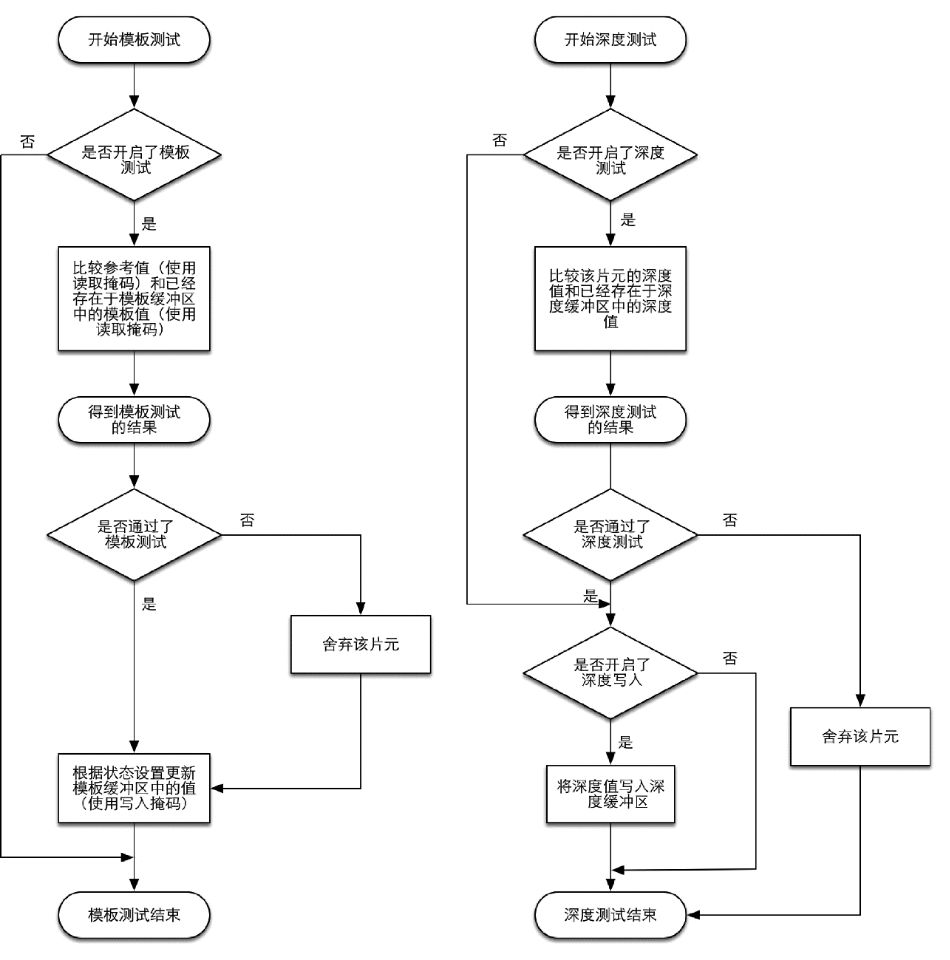 开始模板测试
否
是否开启了模板
测试
是
比较参考值（使用
读取掩码）和已经
存在于模板缓冲区
中的模板值（使用
读取掩码）
得到模板测试
的结果
是否通过了
模板测试
否
是
舍弃该片元
根据状态设置更新
模板缓冲区中的值
（使用写入掩码）
模板测试结束
开始深度测试
否
是否开启了深度
测试
是
比较该片元的深度
值和已经存在于深
度缓冲区中的深度
值
得到深度测试
的结果
是否通过了
深度测试
否
是
是否开启了
深度写入
否
是
舍弃该片元
将深度值写入深
度缓冲区
深度测试结束